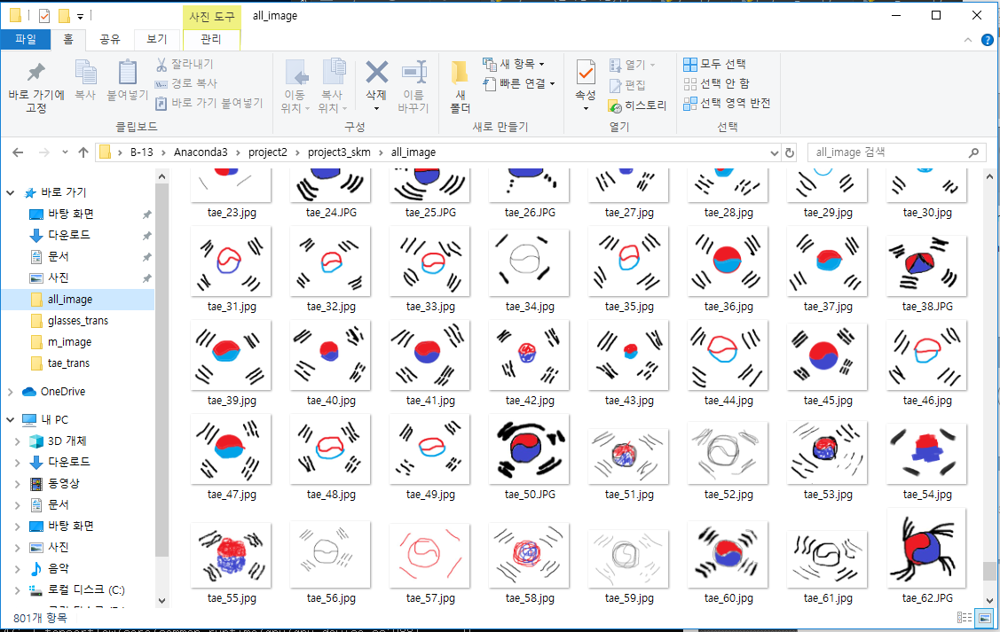 사진 도구 all_image
파일 홈 공유 보기 관리
바로 가기에 고정
복사
붙여넣기
잘라내기
경로 복사
바로 가기 붙여넣기
클립보드
이동 위치
복사 위치
삭제
이름 바꾸기
구성
새 폴더
새 항목
빠른 연결
새로 만들기
속성
열기
편집
히스토리
열기
모두 선택
선택 안 함
선택 영역 반전
선택
B-13 Anaconda3 project2 project3_skm all_image
all_image 검색
바로 가기
바탕 화면
다운로드
문서
사진
all_image
glasses_trans
m_image
tae_trans
OneDrive
내 PC
3D 개체
다운로드
동영상
문서
바탕 화면
사진
음악
로컬 디스크 (C:)
tae_23.jpg tae_24.JPG tae_25.JPG tae_26.JPG tae_27.jpg tae_28.jpg tae_29.jpg tae_30.jpg
tae_31.jpg tae_32.jpg tae_33.jpg tae_34.jpg tae_35.jpg tae_36.jpg tae_37.jpg tae_38.JPG
tae_39.jpg tae_40.jpg tae_41.jpg tae_42.jpg tae_43.jpg tae_44.jpg tae_45.jpg tae_46.jpg
tae_47.jpg tae_48.jpg tae_49.jpg tae_50.JPG tae_51.jpg tae_52.jpg tae_53.jpg tae_54.jpg
tae_55.jpg tae_56.jpg tae_57.jpg tae_58.jpg tae_59.jpg tae_60.jpg tae_61.jpg tae_62.JPG
801개 항목